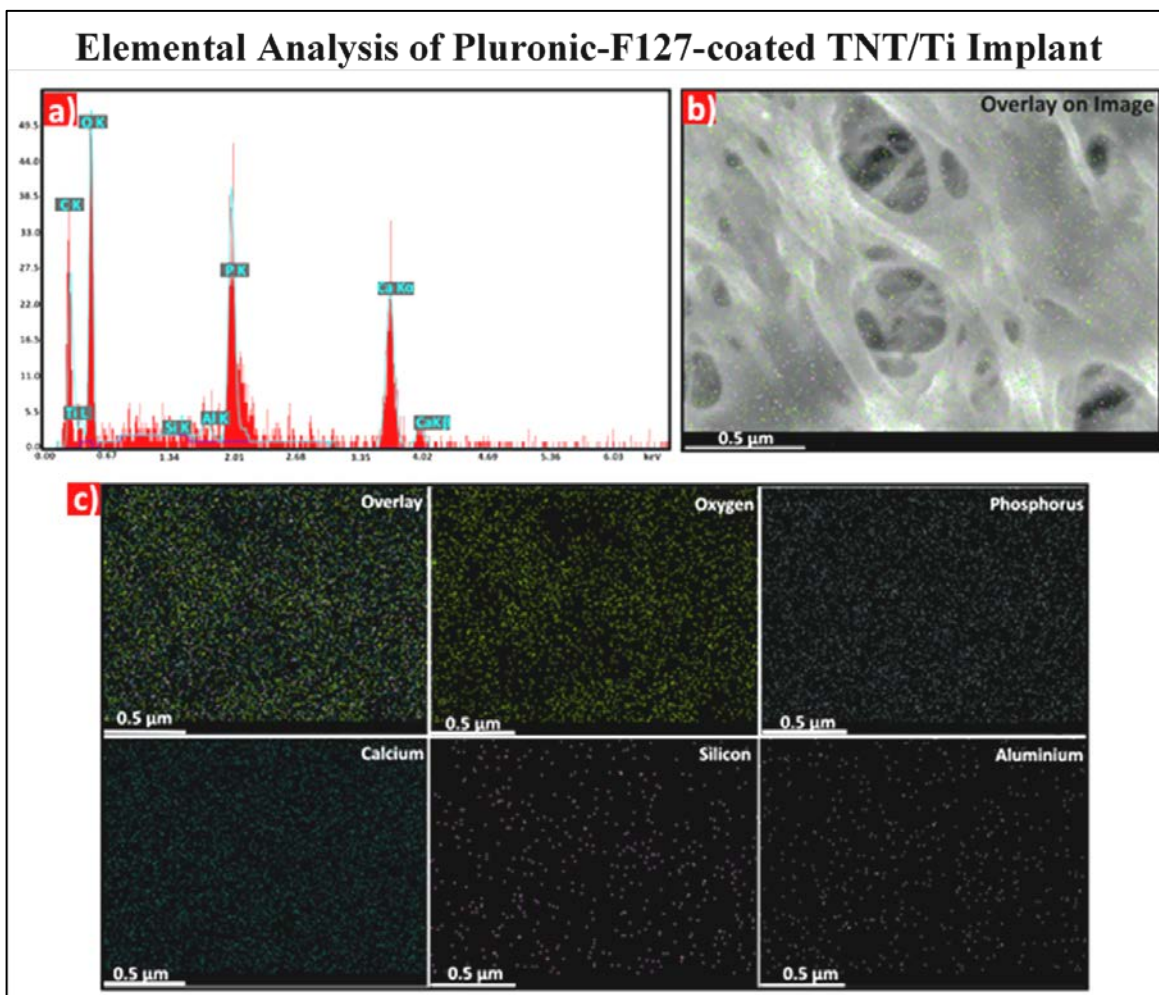 Elemental Analysis of Pluronic-F127-coated TNT/Ti Implant
a)
49.5
44.0
38.5
33.0
27.5
22.0
16.5
11.0
5.5
0.0
O K
C K
P K
Ca Kα
Ti L
Si K
Al K
CaK β
0.00 0.67 1.34 2.01 2.68 3.35 4.02 4.69 5.36 6.03 keV
b)
Overlay on Image
0.5 µm
c)
Overlay
0.5 µm
Oxygen
0.5 µm
Phosphorus
0.5 µm
Calcium
0.5 µm
Silicon
0.5 µm
Aluminium
0.5 µm